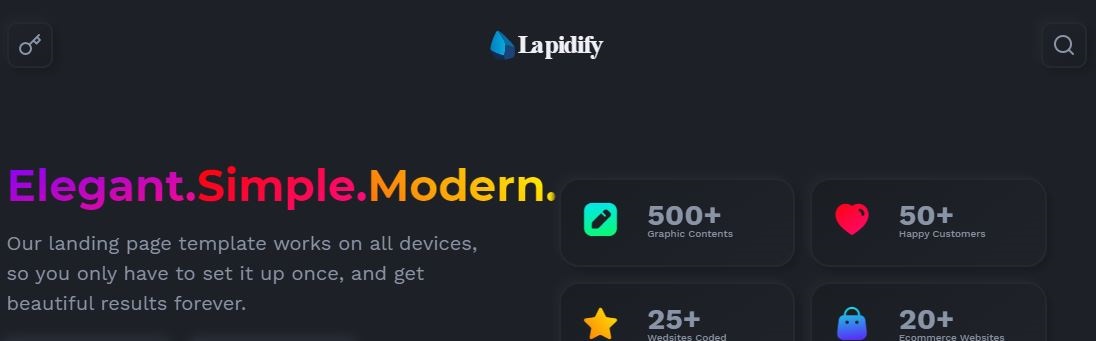 Lapidify
Elegant.Simple.Modern.
Our landing page template works on all devices,
so you only have to set it up once, and get
beautiful results forever.
500+
Graphic Contents
50+
Happy Customers
25+
Wedsites Coded
20+
Ecommerce Websites